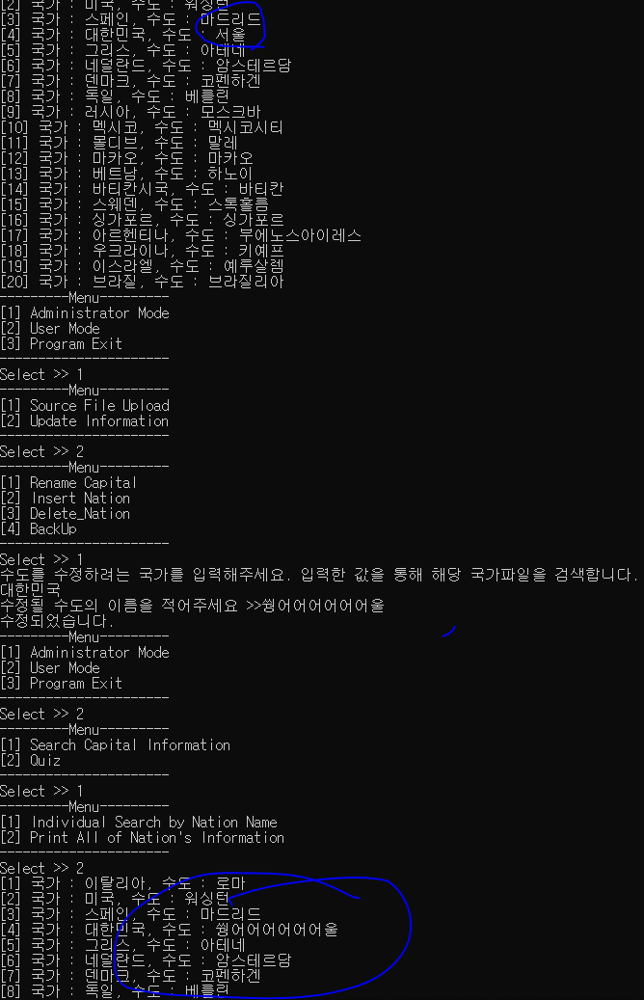 [2] 국가 : 미국, 수도 : 워싱턴
[3] 국가 : 스페인, 수도 : 마드리드
[4] 국가 : 대한민국, 수도 : 서울
[5] 국가 : 그리스, 수도 : 아테네
[6] 국가 : 네덜란드, 수도 : 암스테르담
[7] 국가 : 덴마크, 수도 : 코펜하겐
[8] 국가 : 독일, 수도 : 베를린
[9] 국가 : 러시아, 수도 : 모스크바
[10] 국가 : 멕시코, 수도 : 멕시코시티
[11] 국가 : 몰디브, 수도 : 말레
[12] 국가 : 마카오, 수도 : 마카오
[13] 국가 : 베트남, 수도 : 하노이
[14] 국가 : 바티칸시국, 수도 : 바티칸
[15] 국가 : 스웨덴, 수도 : 스톡홀름
[16] 국가 : 싱가포르, 수도 : 싱가포르
[17] 국가 : 아르헨티나, 수도 : 부에노스아이레스
[18] 국가 : 우크라이나, 수도 : 키예프
[19] 국가 : 이스라엘, 수도 : 예루살렘
[20] 국가 : 브라질, 수도 : 브라질리아
---------Menu---------
[1] Administrator Mode
[2] User Mode
[3] Program Exit
----------------------
Select >> 1
---------Menu---------
[1] Source File Upload
[2] Update Information
----------------------
Select >> 2
---------Menu---------
[1] Rename Capital
[2] Insert Nation
[3] Delete_Nation
[4] BackUp
----------------------
Select >> 1
수도를 수정하려는 국가를 입력해주세요. 입력한 값을 통해 해당 국가파일을 검색합니다.
대한민국
수정될 수도의 이름을 적어주세요 >>쒕어어어어어어울
수정되었습니다.
---------Menu---------
[1] Administrator Mode
[2] User Mode
[3] Program Exit
----------------------
Select >> 2
---------Menu---------
[1] Search Capital Information
[2] Quiz
----------------------
Select >> 1
---------Menu---------
[1] Individual Search by Nation Name
[2] Print All of Nation's Information
----------------------
Select >> 2
[1] 국가 : 이탈리아, 수도 : 로마
[2] 국가 : 미국, 수도 : 워싱턴
[3] 국가 : 스페인, 수도 : 마드리드
[4] 국가 : 대한민국, 수도 : 쒕어어어어어어울
[5] 국가 : 그리스, 수도 : 아테네
[6] 국가 : 네덜란드, 수도 : 암스테르담
[7] 국가 : 덴마크, 수도 : 코펜하겐
[8] 국가 : 독일, 수도 : 베를린